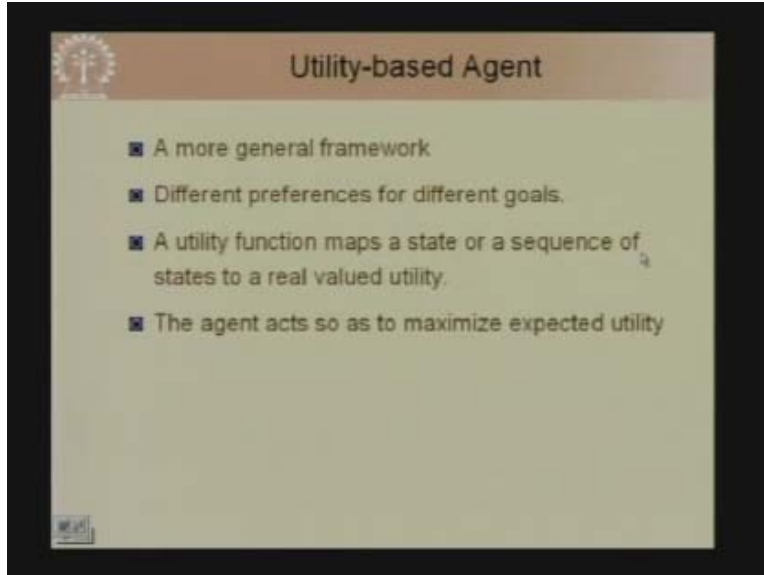 Utility-based Agent
A more general framework
Different preferences for different goals.
A utility function maps a state or a sequence of
states to a real valued utility.
The agent acts so as to maximize expected utility